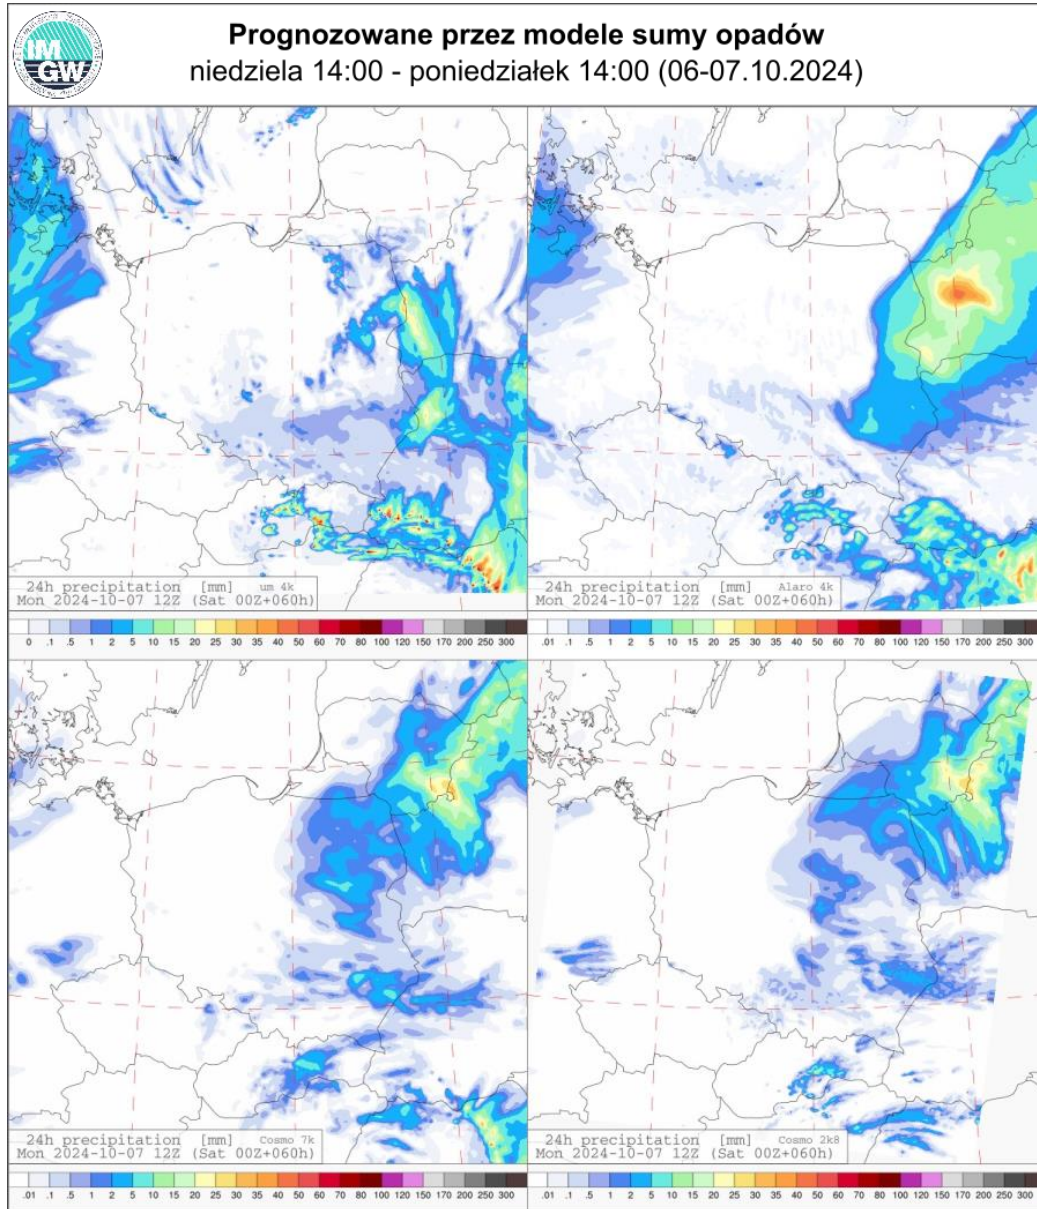 IM
GW
Prognozowane przez modele sumy opadów
niedziela 14:00 - poniedziałek 14:00 (06-07.10.2024)
24h precipitation [mm] um 4k
Mon 2024-10-07 12Z (Sat 00Z+060h)
24h precipitation [mm] Alaro 4k
Mon 2024-10-07 12Z (Sat 00Z+060h)
0 .1 .5 1 2 5 10 15 20 25 30 35 40 50 60 70 80 100 120 150 170 200 250 300
.01 .1 .5 1 2 5 10 15 20 25 30 35 40 50 60 70 80 100 120 150 170 200 250 300
24h precipitation [mm] Cosmo 7k
Mon 2024-10-07 12Z (Sat 00Z+060h)
24h precipitation [mm] Cosmo 2k8
Mon 2024-10-07 12Z (Sat 00Z+060h)
.01 .1 .5 1 2 5 10 15 20 25 30 35 40 50 60 70 80 100 120 150 170 200 250 300
.01 .1 .5 1 2 5 10 15 20 25 30 35 40 50 60 70 80 100 120 150 170 200 250 300